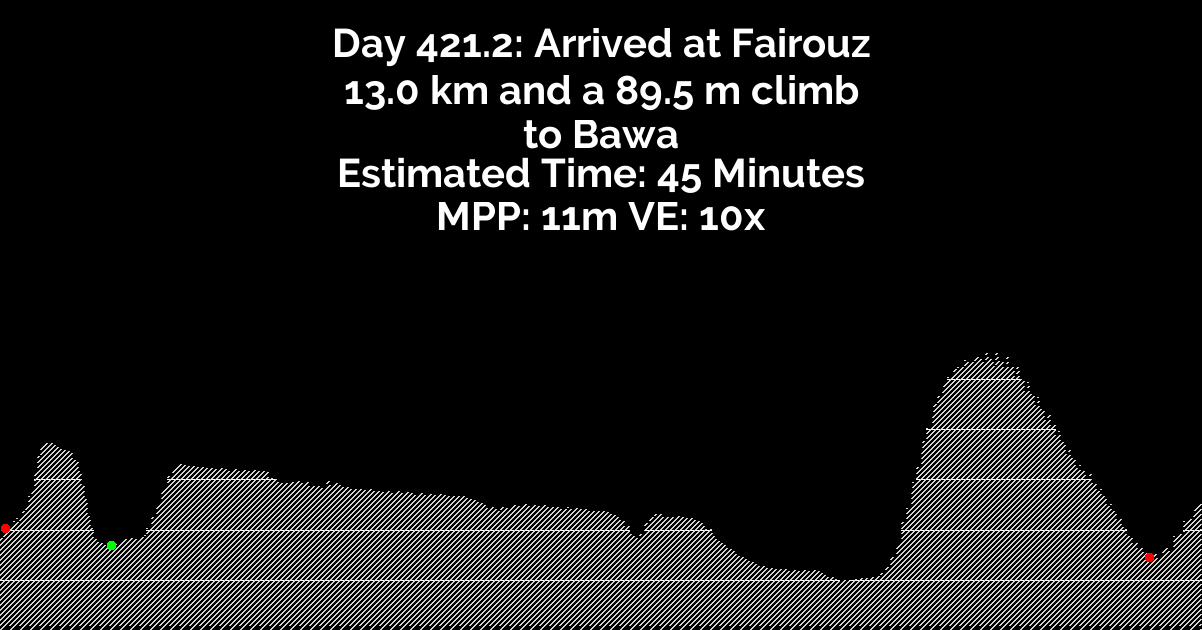 Day 421.2: Arrived at Fairouz
13.0 km and a 89.5 m climb
to Bawa
Estimated Time: 45 Minutes
MPP: 11m VE: 10x